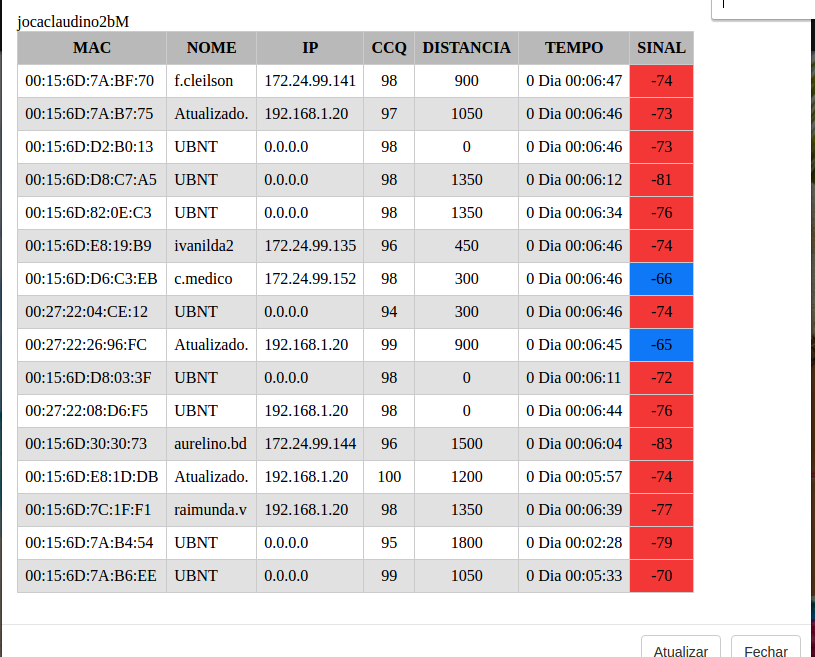 jocaclaudino2bM
MAC NOME IP CCQ DISTANCIA TEMPO SINAL
00:15:6D:7A:BF:70 f.cleilson 172.24.99.141 98 900 0 Dia 00:06:47 -74
00:15:6D:7A:B7:75 Atualizado. 192.168.1.20 97 1050 0 Dia 00:06:46 -73
00:15:6D:D2:B0:13 UBNT 0.0.0.0 98 0 0 Dia 00:06:46 -73
00:15:6D:D8:C7:A5 UBNT 0.0.0.0 98 1350 0 Dia 00:06:12 -81
00:15:6D:82:0E:C3 UBNT 0.0.0.0 98 1350 0 Dia 00:06:34 -76
00:15:6D:E8:19:B9 ivanilda2 172.24.99.135 96 450 0 Dia 00:06:46 -74
00:15:6D:D6:C3:EB c.medico 172.24.99.152 98 300 0 Dia 00:06:46 -66
00:27:22:04:CE:12 UBNT 0.0.0.0 94 300 0 Dia 00:06:46 -74
00:27:22:26:96:FC Atualizado. 192.168.1.20 99 900 0 Dia 00:06:45 -65
00:15:6D:D8:03:3F UBNT 0.0.0.0 98 0 0 Dia 00:06:11 -72
00:27:22:08:D6:F5 UBNT 192.168.1.20 98 0 0 Dia 00:06:44 -76
00:15:6D:30:30:73 aurelino.bd 172.24.99.144 96 1500 0 Dia 00:06:04 -83
00:15:6D:E8:1D:DB Atualizado. 192.168.1.20 100 1200 0 Dia 00:05:57 -74
00:15:6D:7C:1F:F1 raimunda.v 192.168.1.20 98 1350 0 Dia 00:06:39 -77
00:15:6D:7A:B4:54 UBNT 0.0.0.0 95 1800 0 Dia 00:02:28 -79
00:15:6D:7A:B6:EE UBNT 0.0.0.0 99 1050 0 Dia 00:05:33 -70
Atualizar Fechar